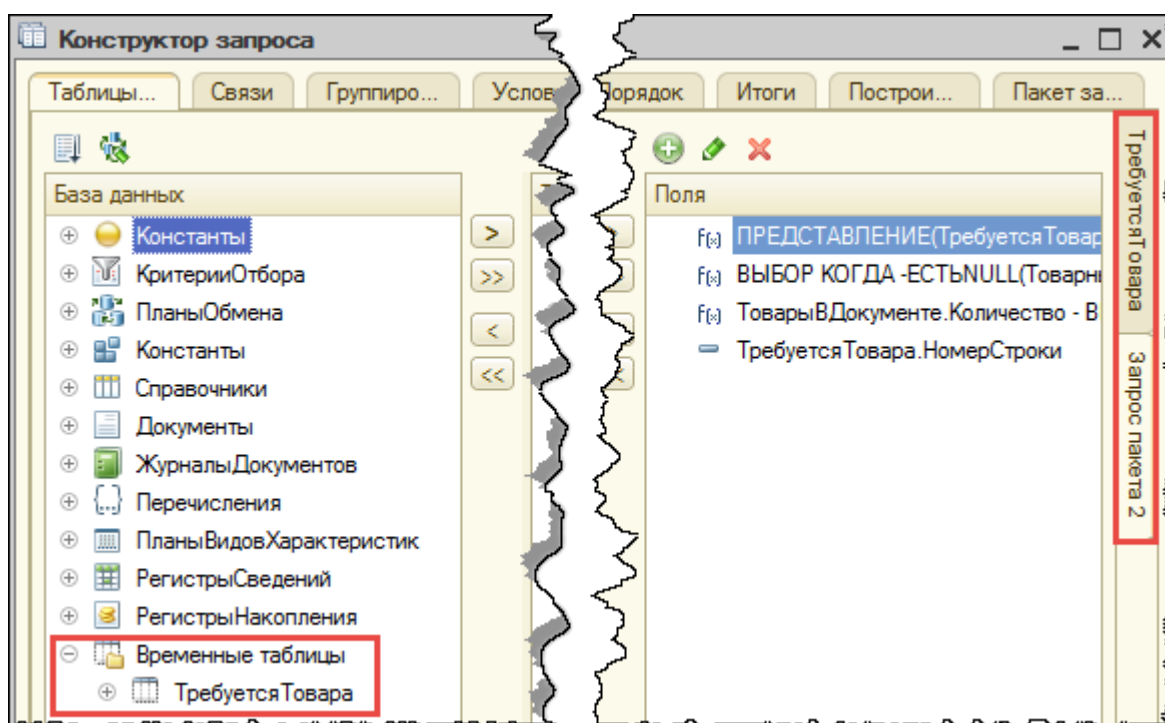 Конструктор запроса
Таблицы... Связи Группиро... Услов Порядок Итоги Построи... Пакет за...
База данных
Константы
КритерииОтбора
ПланыОбмена
Константы
Справочники
Документы
ЖурналыДокументов
Перечисления
ПланыВидовХарактеристик
РегистрыСведений
РегистрыНакопления
Временные таблицы
ТребуетсяТовара
> 
>>
<
<<
Поля
ПРЕДСТАВЛЕНИЕ(ТребуетсяТовар
ВЫБОР КОГДА -ЕСТЬNULL(Товарн
ТоварыВДокументе.Количество - В
ТребуетсяТовара.НомерСтроки
ТребуетсяТовара
Запрос пакета 2